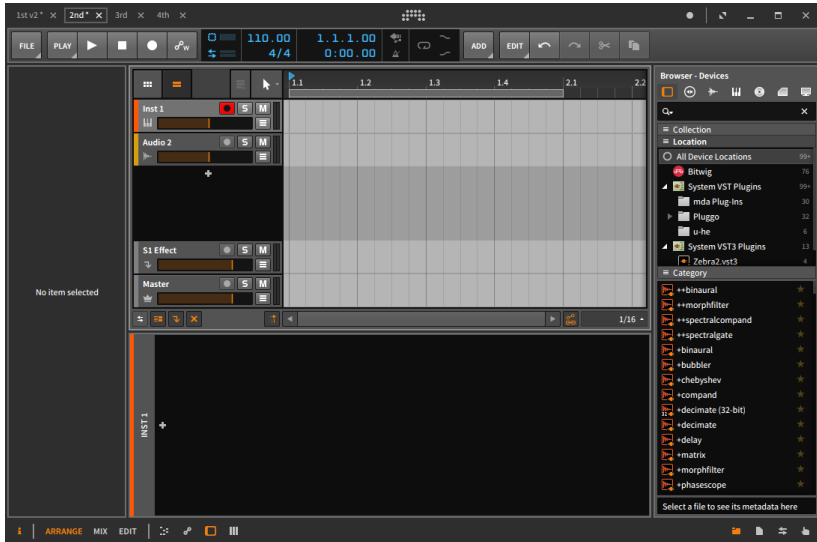 1st v2* × 2nd* × 3rd × 4th ×
FILE PLAY W 110.00 4/4 1.1.1.00 0:00.00 ADD EDIT
No item selected
1.1 1.2 1.3 1.4 2.1 2.2
Inst 1 S M
Audio 2 S M
+
S1 Effect S M
Master S M
1/16
INST 1
+
Browser - Devices
×
Collection
Location
All Device Locations 99+
Bitwig 76
System VST Plugins 99+
mda Plug-Ins 30
Pluggo 32
u-he 6
System VST3 Plugins 13
Zebra2.vst3 4
Category
++binaural
++morphfilter
++spectralcompand
++spectralgate
+binaural
+bubbler
+chebyshev
+compand
+decimate (32-bit)
+decimate
+delay
+matrix
+morphfilter
+phasescope
Select a file to see its metadata here
i ARRANGE MIX EDIT